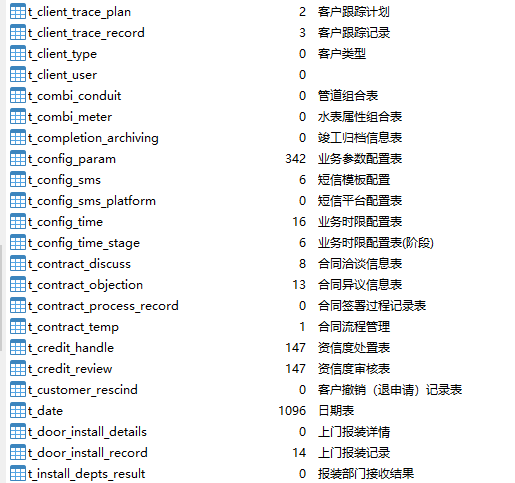 t_client_trace_plan 2 客户跟踪计划
t_client_trace_record 3 客户跟踪记录
t_client_type 0 客户类型
t_client_user 0
t_combi_conduit 0 管道组合表
t_combi_meter 0 水表属性组合表
t_completion_archiving 0 竣工归档信息表
t_config_param 342 业务参数配置表
t_config_sms 6 短信模板配置
t_config_sms_platform 0 短信平台配置表
t_config_time 16 业务时限配置表
t_config_time_stage 6 业务时限配置表(阶段)
t_contract_discuss 8 合同洽谈信息表
t_contract_objection 13 合同异议信息表
t_contract_process_record 0 合同签署过程记录表
t_contract_temp 1 合同流程管理
t_credit_handle 147 资信度处置表
t_credit_review 147 资信度审核表
t_customer_rescind 0 客户撤销（退申请）记录表
t_date 1096 日期表
t_door_install_details 0 上门报装详情
t_door_install_record 14 上门报装记录
t_install_depts_result 0 报装部门接收结果